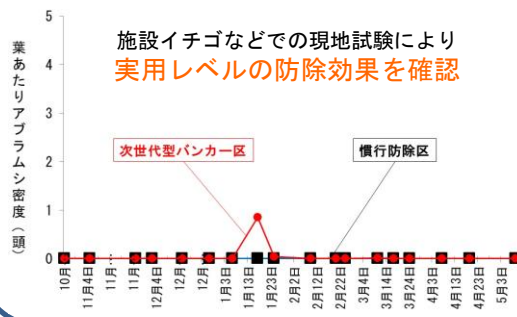 施設イチゴなどでの現地試験により
実用レベルの防除効果を確認
葉あたりアブラムシ密度（頭）
5
4
3
2
1
0
次世代型バンカー区
慣行防除区
10月
11月4日
11月…
11月
12月4日
12月
12月…
1月3日
1月13日
1月23日
2月2日
2月12日
2月22日
3月4日
3月14日
3月24日
4月3日
4月13日
4月23日
5月3日